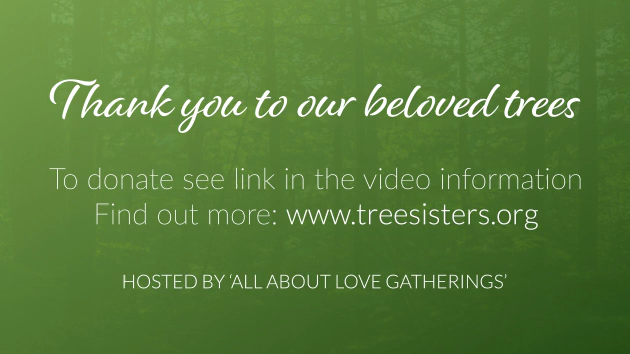 Thank you to our beloved trees
To donate see link in the video information
Find out more: www.treesisters.org
HOSTED BY ‘ALL ABOUT LOVE GATHERINGS’